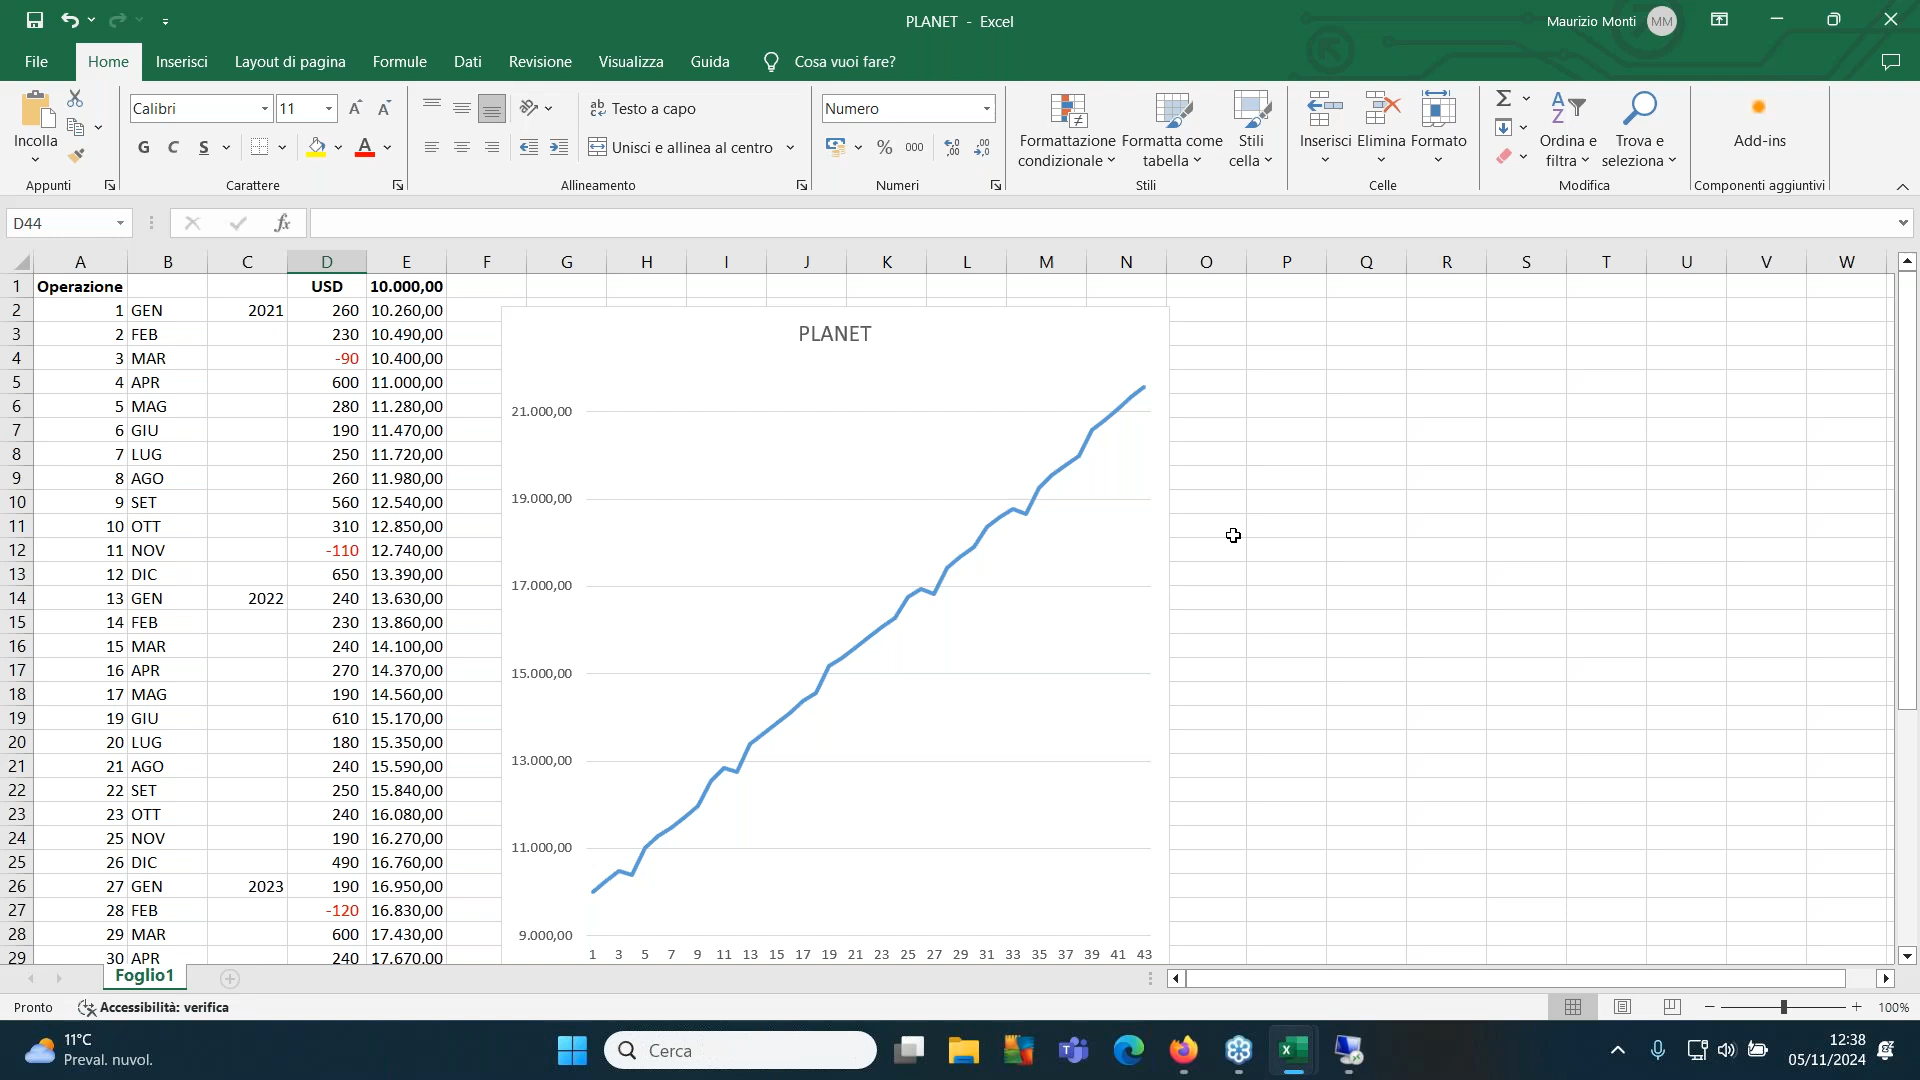 PLANET - Excel
Maurizio Monti MM
File Home Inserisci Layout di pagina Formule Dati Revisione Visualizza Guida Cosa vuoi fare?
Incolla
Appunti
Calibri 11
G C S
Carattere
ab Testo a capo
Unisci e allinea al centro
Allineamento
Numero
% 000
Numeri
Formattazione condizionale
Formatta come tabella
Stili cella
Stili
Inserisci Elimina Formato
Celle
Ordina e filtra
Trova e seleziona
Modifica
Add-ins
Componenti aggiuntivi
D44 fx
A B C D E F G H I J K L M N O P Q R S T U V W
1 Operazione USD 10.000,00
2 1 GEN 2021 260 10.260,00
3 2 FEB 230 10.490,00
4 3 MAR -90 10.400,00
5 4 APR 600 11.000,00
6 5 MAG 280 11.280,00
7 6 GIU 190 11.470,00
8 7 LUG 250 11.720,00
9 8 AGO 260 11.980,00
10 9 SET 560 12.540,00
11 10 OTT 310 12.850,00
12 11 NOV -110 12.740,00
13 12 DIC 650 13.390,00
14 13 GEN 2022 240 13.630,00
15 14 FEB 230 13.860,00
16 15 MAR 240 14.100,00
17 16 APR 270 14.370,00
18 17 MAG 190 14.560,00
19 19 GIU 610 15.170,00
20 20 LUG 180 15.350,00
21 21 AGO 240 15.590,00
22 22 SET 250 15.840,00
23 23 OTT 240 16.080,00
24 25 NOV 190 16.270,00
25 26 DIC 490 16.760,00
26 27 GEN 2023 190 16.950,00
27 28 FEB -120 16.830,00
28 29 MAR 600 17.430,00
29 30 APR 240 17.670,00
PLANET
21.000,00
19.000,00
17.000,00
15.000,00
13.000,00
11.000,00
9.000,00
1 3 5 7 9 11 13 15 17 19 21 23 25 27 29 31 33 35 37 39 41 43
Foglio1
Pronto Accessibilità: verifica 100%
11°C
Preval. nuvol.
Cerca
12:38
05/11/2024